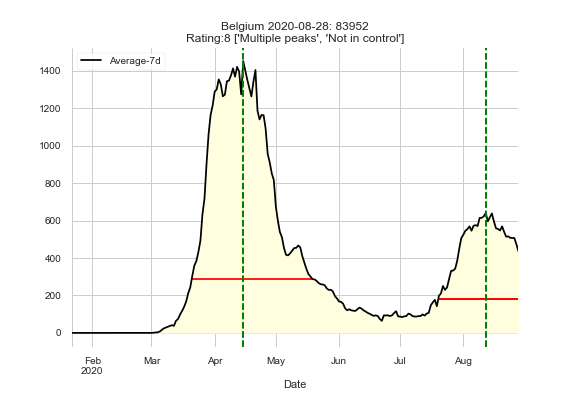 Belgium 2020-08-28: 83952
Rating:8 ['Multiple peaks', 'Not in control']
Average-7d
1400
1200
1000
800
600
400
200
0
Feb Mar Apr May Jun Jul Aug
2020
Date